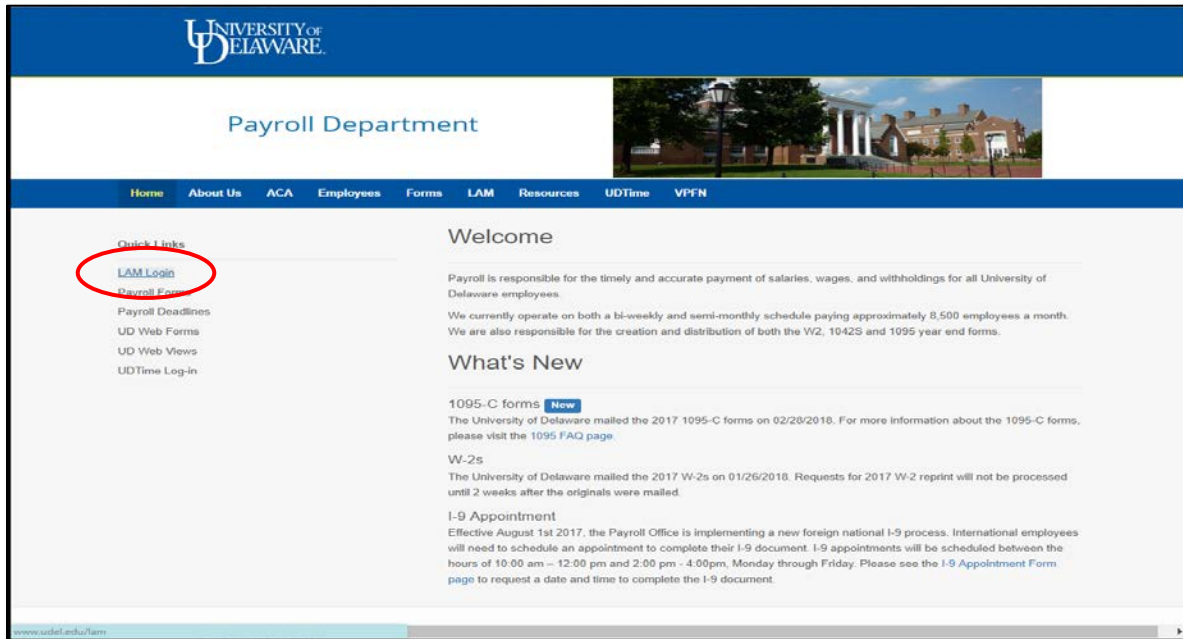 UNIVERSITY OF
DELAWARE.
Payroll Department
Home About Us ACA Employees Forms LAM Resources UDTime VPFN
Quick Links
LAM Login
Payroll Forms
Payroll Deadlines
UD Web Forms
UD Web Views
UDTime Log-in
Welcome
Payroll is responsible for the timely and accurate payment of salaries, wages, and withholdings for all University of
Delaware employees.
We currently operate on both a bi-weekly and semi-monthly schedule paying approximately 8,500 employees a month.
We are also responsible for the creation and distribution of both the W2, 1042S and 1095 year end forms.
What's New
1095-C forms New
The University of Delaware mailed the 2017 1095-C forms on 02/28/2018. For more information about the 1095-C forms,
please visit the 1095 FAQ page.
W-2s
The University of Delaware mailed the 2017 W-2s on 01/26/2018. Requests for 2017 W-2 reprint will not be processed
until 2 weeks after the originals were mailed.
I-9 Appointment
Effective August 1st 2017, the Payroll Office is implementing a new foreign national I-9 process. International employees
will need to schedule an appointment to complete their I-9 document. I-9 appointments will be scheduled between the
hours of 10:00 am – 12:00 pm and 2:00 pm - 4:00pm, Monday through Friday. Please see the I-9 Appointment Form
page to request a date and time to complete the I-9 document.
www.udel.edu/lam